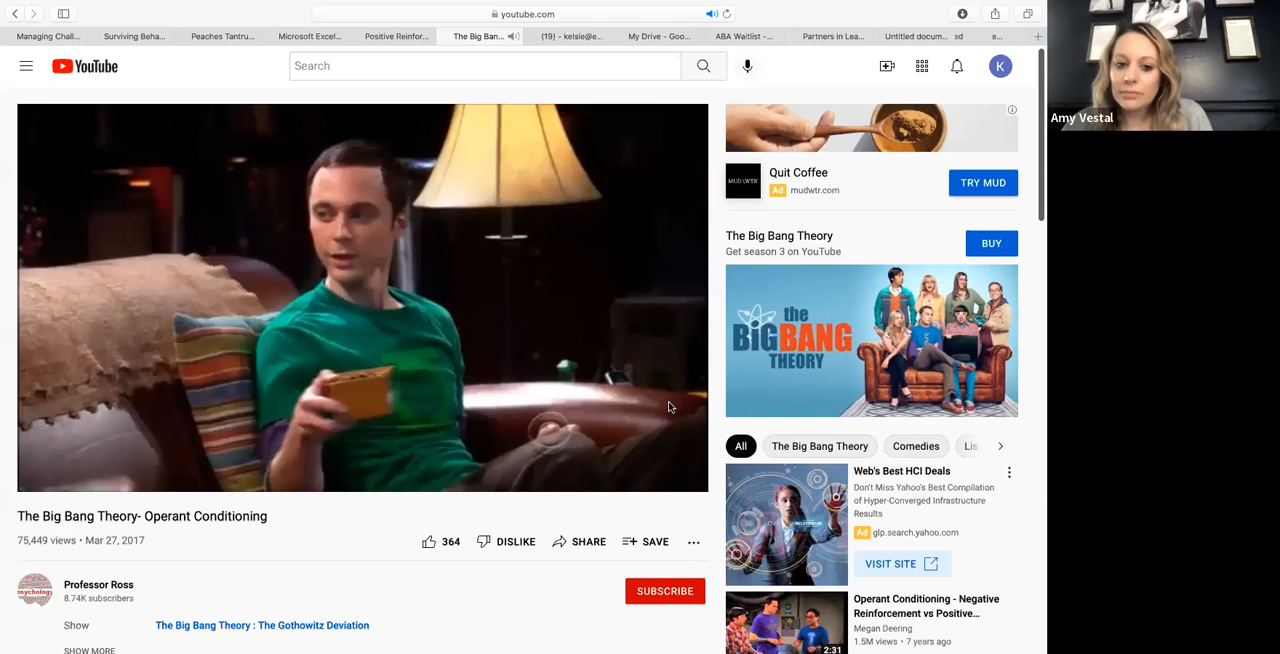 youtube.com
Managing Chall...
Surviving Beha...
Peaches Tantru...
Microsoft Excel...
Positive Reinfor...
The Big Ban...
(19) - kelsie@e...
My Drive - Goo...
ABA Waitlist -...
Partners in Lea...
Untitled docum...
ed
e...
YouTube
Search
K
Amy Vestal
MUD\WTR
Quit Coffee
Ad mudwtr.com
TRY MUD
The Big Bang Theory
Get season 3 on YouTube
BUY
the
BIG BANG
THEORY
All
The Big Bang Theory
Comedies
Lis
Web's Best HCI Deals
Don't Miss Yahoo's Best Compilation
of Hyper-Converged Infrastructure
Results
Ad glp.search.yahoo.com
VISIT SITE
The Big Bang Theory- Operant Conditioning
75,449 views • Mar 27, 2017
364
DISLIKE
SHARE
SAVE
psychology
Professor Ross
8.74K subscribers
SUBSCRIBE
Show
The Big Bang Theory : The Gothowitz Deviation
SHOW MORE
2:31
Operant Conditioning - Negative
Reinforcement vs Positive...
Megan Deering
1.5M views • 7 years ago